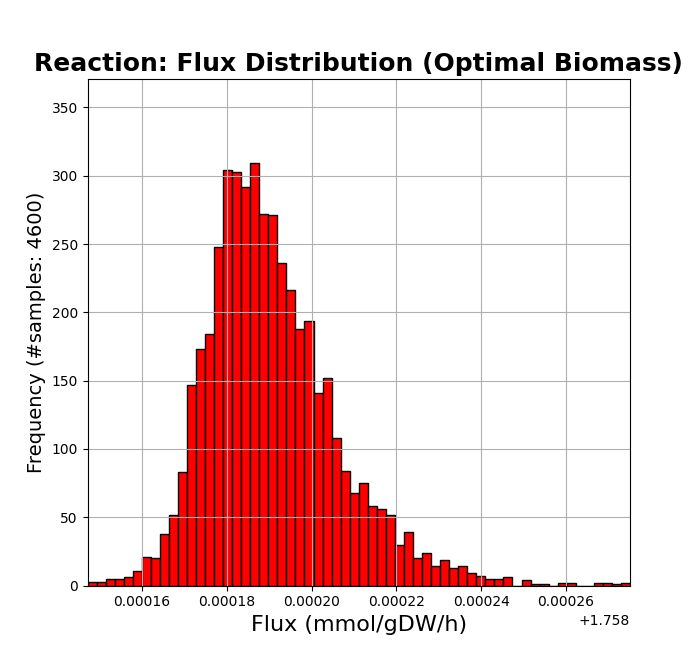 Reaction: Flux Distribution (Optimal Biomass)
Frequency (#samples: 4600)
350
300
250
200
150
100
50
0
0.00016 0.00018 0.00020 0.00022 0.00024 0.00026
+1.758
Flux (mmol/gDW/h)